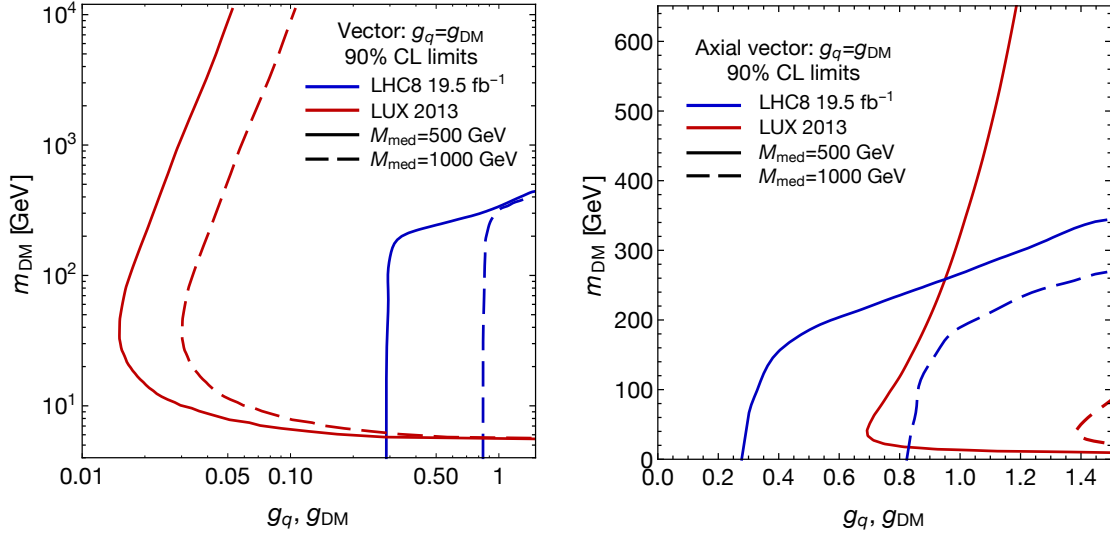 Vector: g_q=g_DM
90% CL limits
LHC8 19.5 fb⁻¹
LUX 2013
M_med=500 GeV
M_med=1000 GeV
m_DM [GeV]
10⁴
10³
10²
10¹
0.01 0.05 0.10 0.50 1
g_q, g_DM
Axial vector: g_q=g_DM
90% CL limits
LHC8 19.5 fb⁻¹
LUX 2013
M_med=500 GeV
M_med=1000 GeV
m_DM [GeV]
600
500
400
300
200
100
0
0.0 0.2 0.4 0.6 0.8 1.0 1.2 1.4
g_q, g_DM